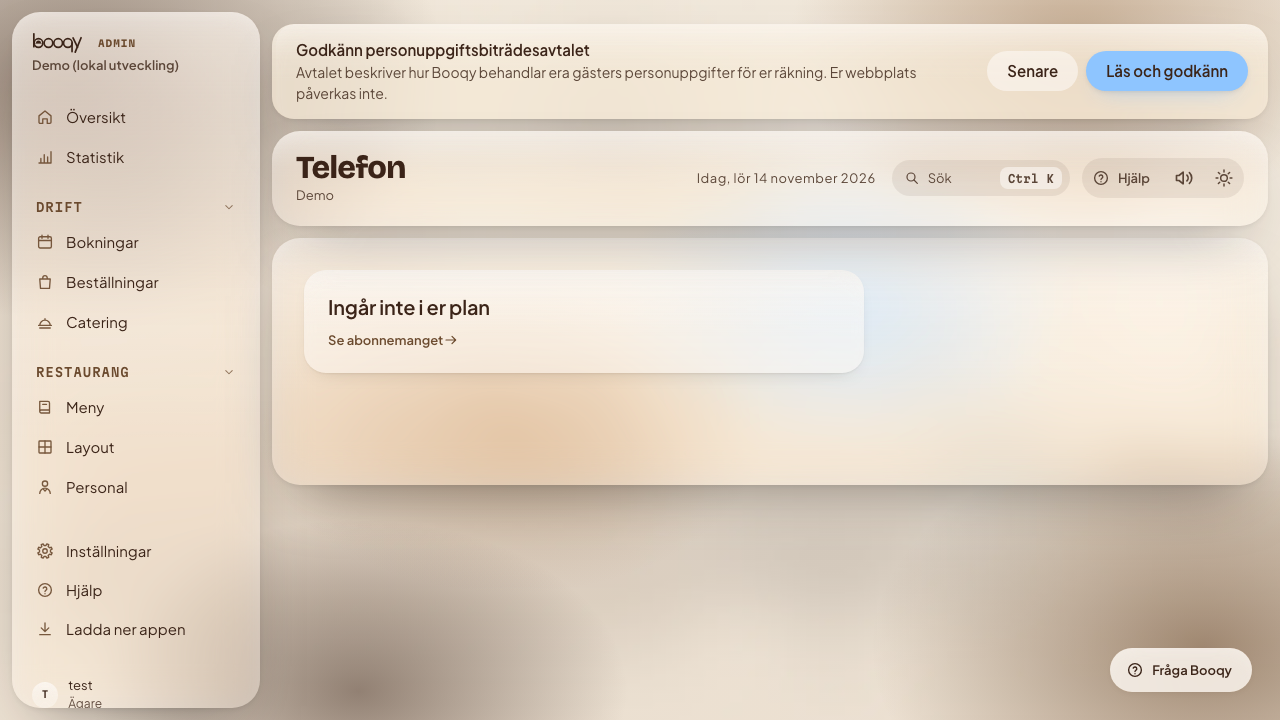 booqy ADMIN
Demo (lokal utveckling)
Översikt
Statistik
DRIFT
Bokningar
Beställningar
Catering
RESTAURANG
Meny
Layout
Personal
Inställningar
Hjälp
Ladda ner appen
T
test
Ägare
Godkänn personuppgiftsbiträdesavtalet
Avtalet beskriver hur Booqy behandlar era gästers personuppgifter för er räkning. Er webbplats
påverkas inte.
Senare
Läs och godkänn
Telefon
Demo
Idag, lör 14 november 2026
Sök
Ctrl K
Hjälp
Ingår inte i er plan
Se abonnemanget→
Fråga Booqy